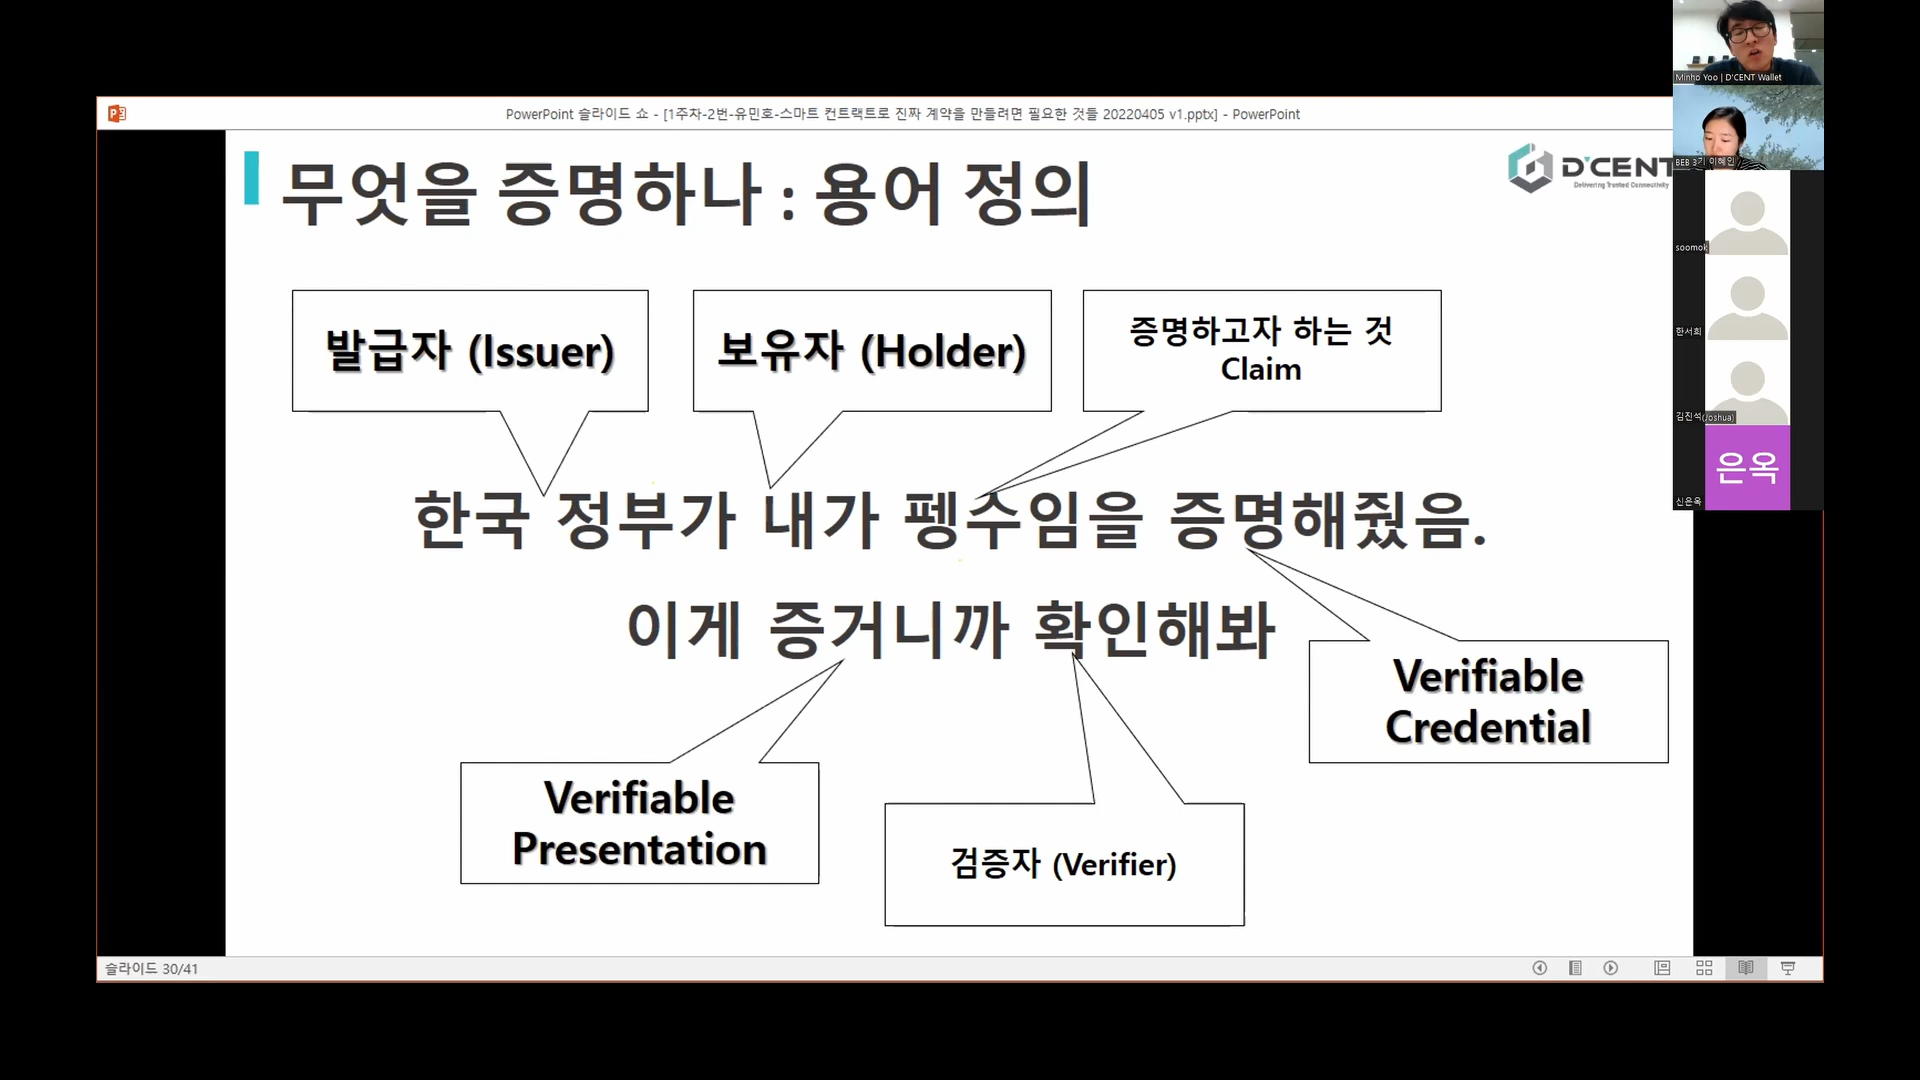 Minho Yoo | D'CENT Wallet
PowerPoint 슬라이드 쇼 - [1주차-2번-유민호-스마트 컨트랙트로 진짜 계약을 만들려면 필요한 것들 20220405 v1.pptx] - PowerPoint
BEB 3기 이혜인
무엇을 증명하나 : 용어 정의
D'CENT
Delivering Trusted Connectivity
soomok
발급자 (Issuer)
보유자 (Holder)
증명하고자 하는 것
Claim
한서희
김진석(Joshua)
은옥
신은옥
한국 정부가 내가 펭수임을 증명해줬음.
이게 증거니까 확인해봐
Verifiable
Credential
Verifiable
Presentation
검증자 (Verifier)
슬라이드 30/41